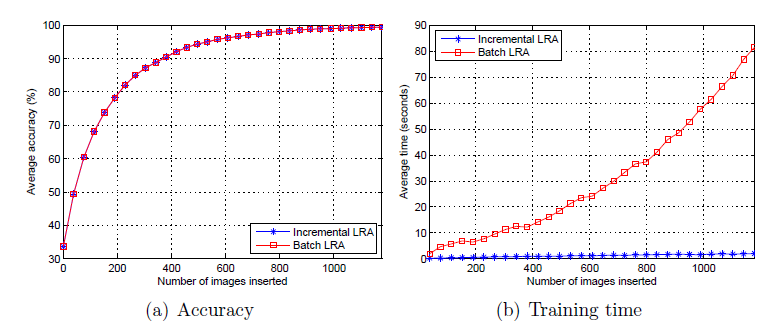 100
90
80
70
60
50
40
30
0
200
400
600
800
1000
Average accuracy (%)
Number of images inserted
Incremental LRA
Batch LRA
(a) Accuracy
90
80
70
60
50
40
30
20
10
0
200
400
600
800
1000
Average time (seconds)
Number of images inserted
Incremental LRA
Batch LRA
(b) Training time